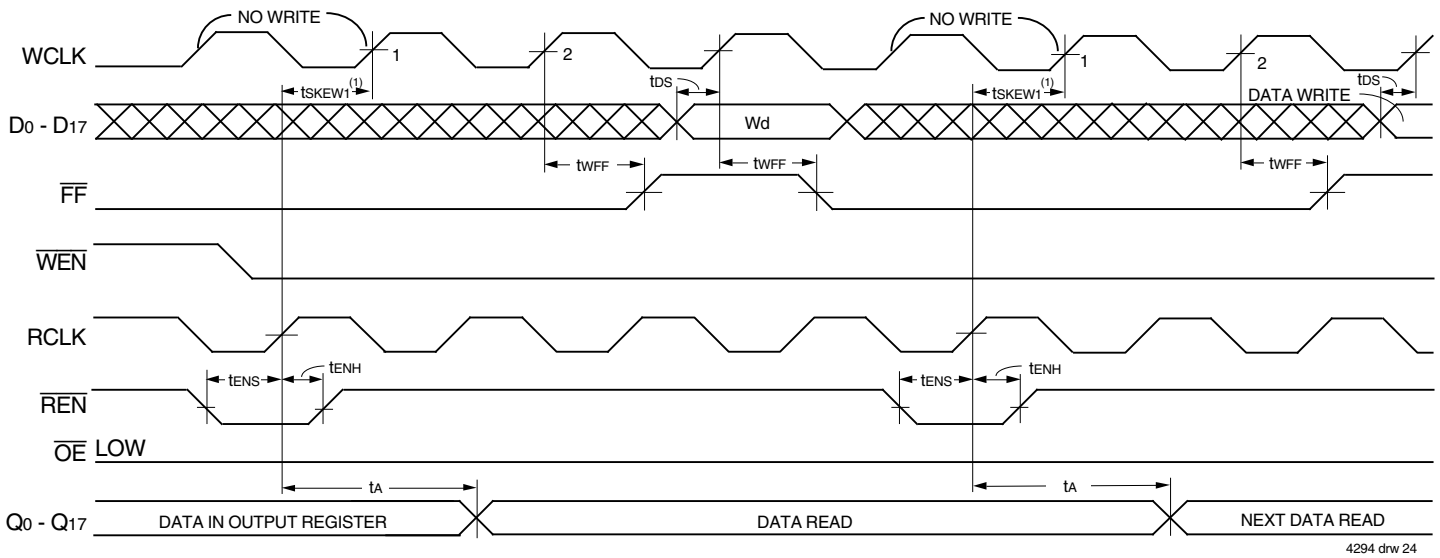 NO WRITE NO WRITE
WCLK 1 2 1 2
tDS tDS
tSKEW1(1) tSKEW1(1) DATA WRITE
D0 - D17 Wd
tWFF tWFF tWFF
FF
WEN
RCLK
tENS tENH tENS tENH
REN
OE LOW
tA tA
Q0 - Q17 DATA IN OUTPUT REGISTER DATA READ NEXT DATA READ
4294 drw 24